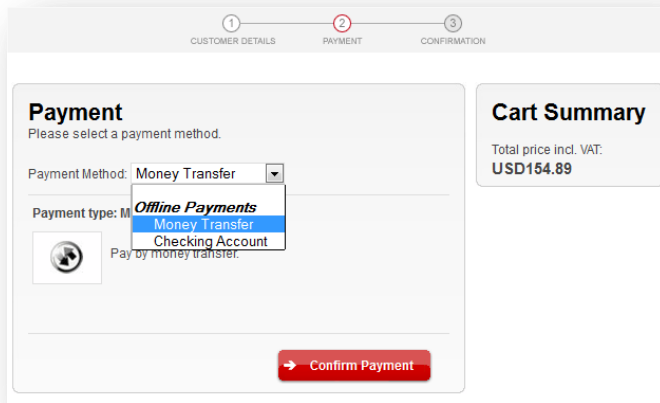 1 2 3
CUSTOMER DETAILS PAYMENT CONFIRMATION
Payment
Please select a payment method.
Payment Method: Money Transfer
Offline Payments
Money Transfer
Checking Account
Payment type: M
Pay by money transfer.
Confirm Payment
Cart Summary
Total price incl. VAT:
USD154.89